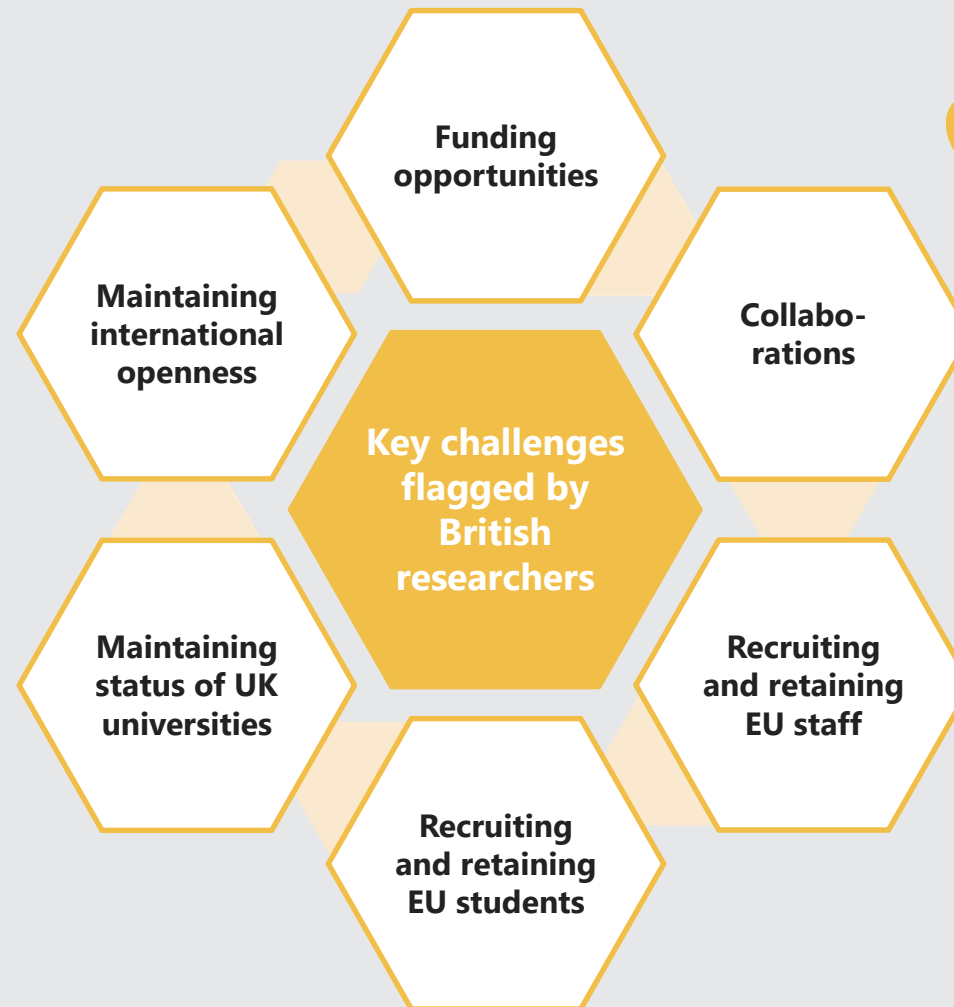 Funding
opportunities
Maintaining
international
openness
Collabo-
rations
Key challenges
flagged by
British
researchers
Maintaining
status of UK
universities
Recruiting
and retaining
EU staff
Recruiting
and retaining
EU students